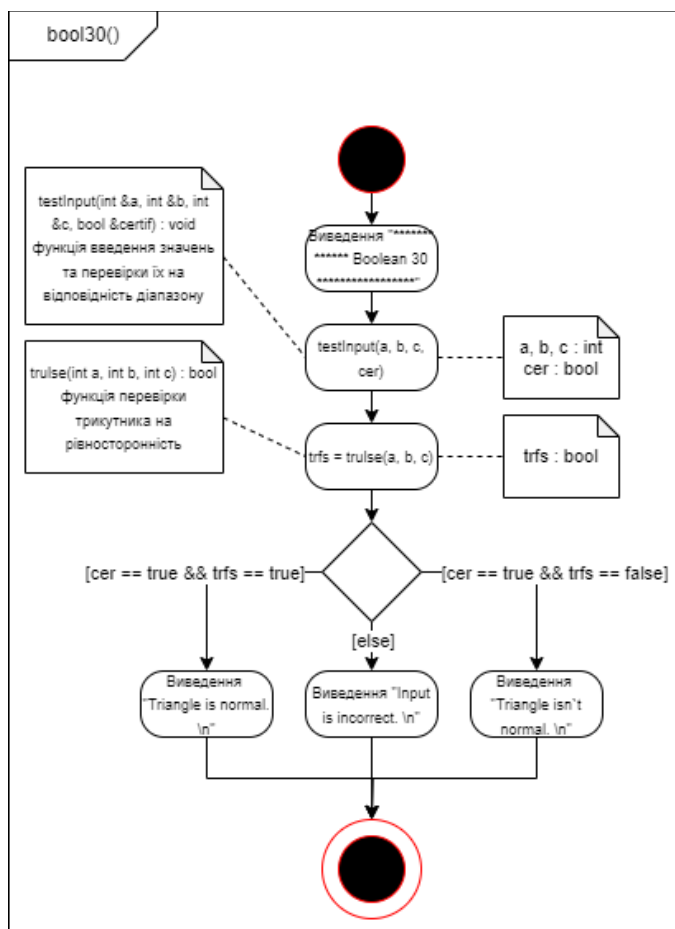 bool30()
testInput(int &a, int &b, int
&c, bool &certif) : void
функція введення значень
та перевірки їх на
відповідність діапазону
Виведення "*******
****** Boolean 30
*****************"
testInput(a, b, c,
cer)
a, b, c : int
cer : bool
trulse(int a, int b, int c) : bool
функція перевірки
трикутника на
рівносторонність
trfs = trulse(a, b, c)
trfs : bool
[cer == true && trfs == true]
[cer == true && trfs == false]
[else]
Виведення
"Triangle is normal.
\n"
Виведення "Input
is incorrect. \n"
Виведення
"Triangle isn`t
normal. \n"